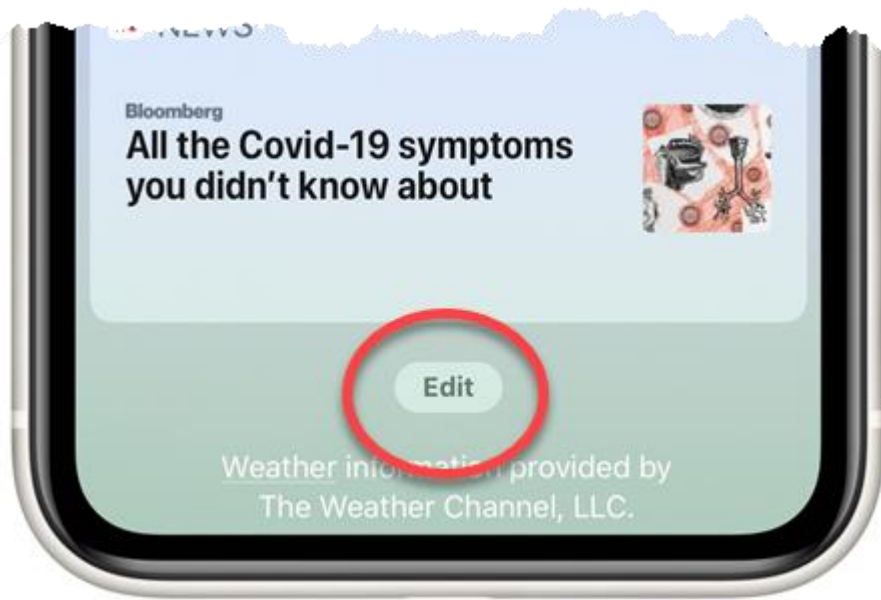 NEWS
Bloomberg
All the Covid-19 symptoms
you didn't know about
Edit
Weather information provided by
The Weather Channel, LLC.